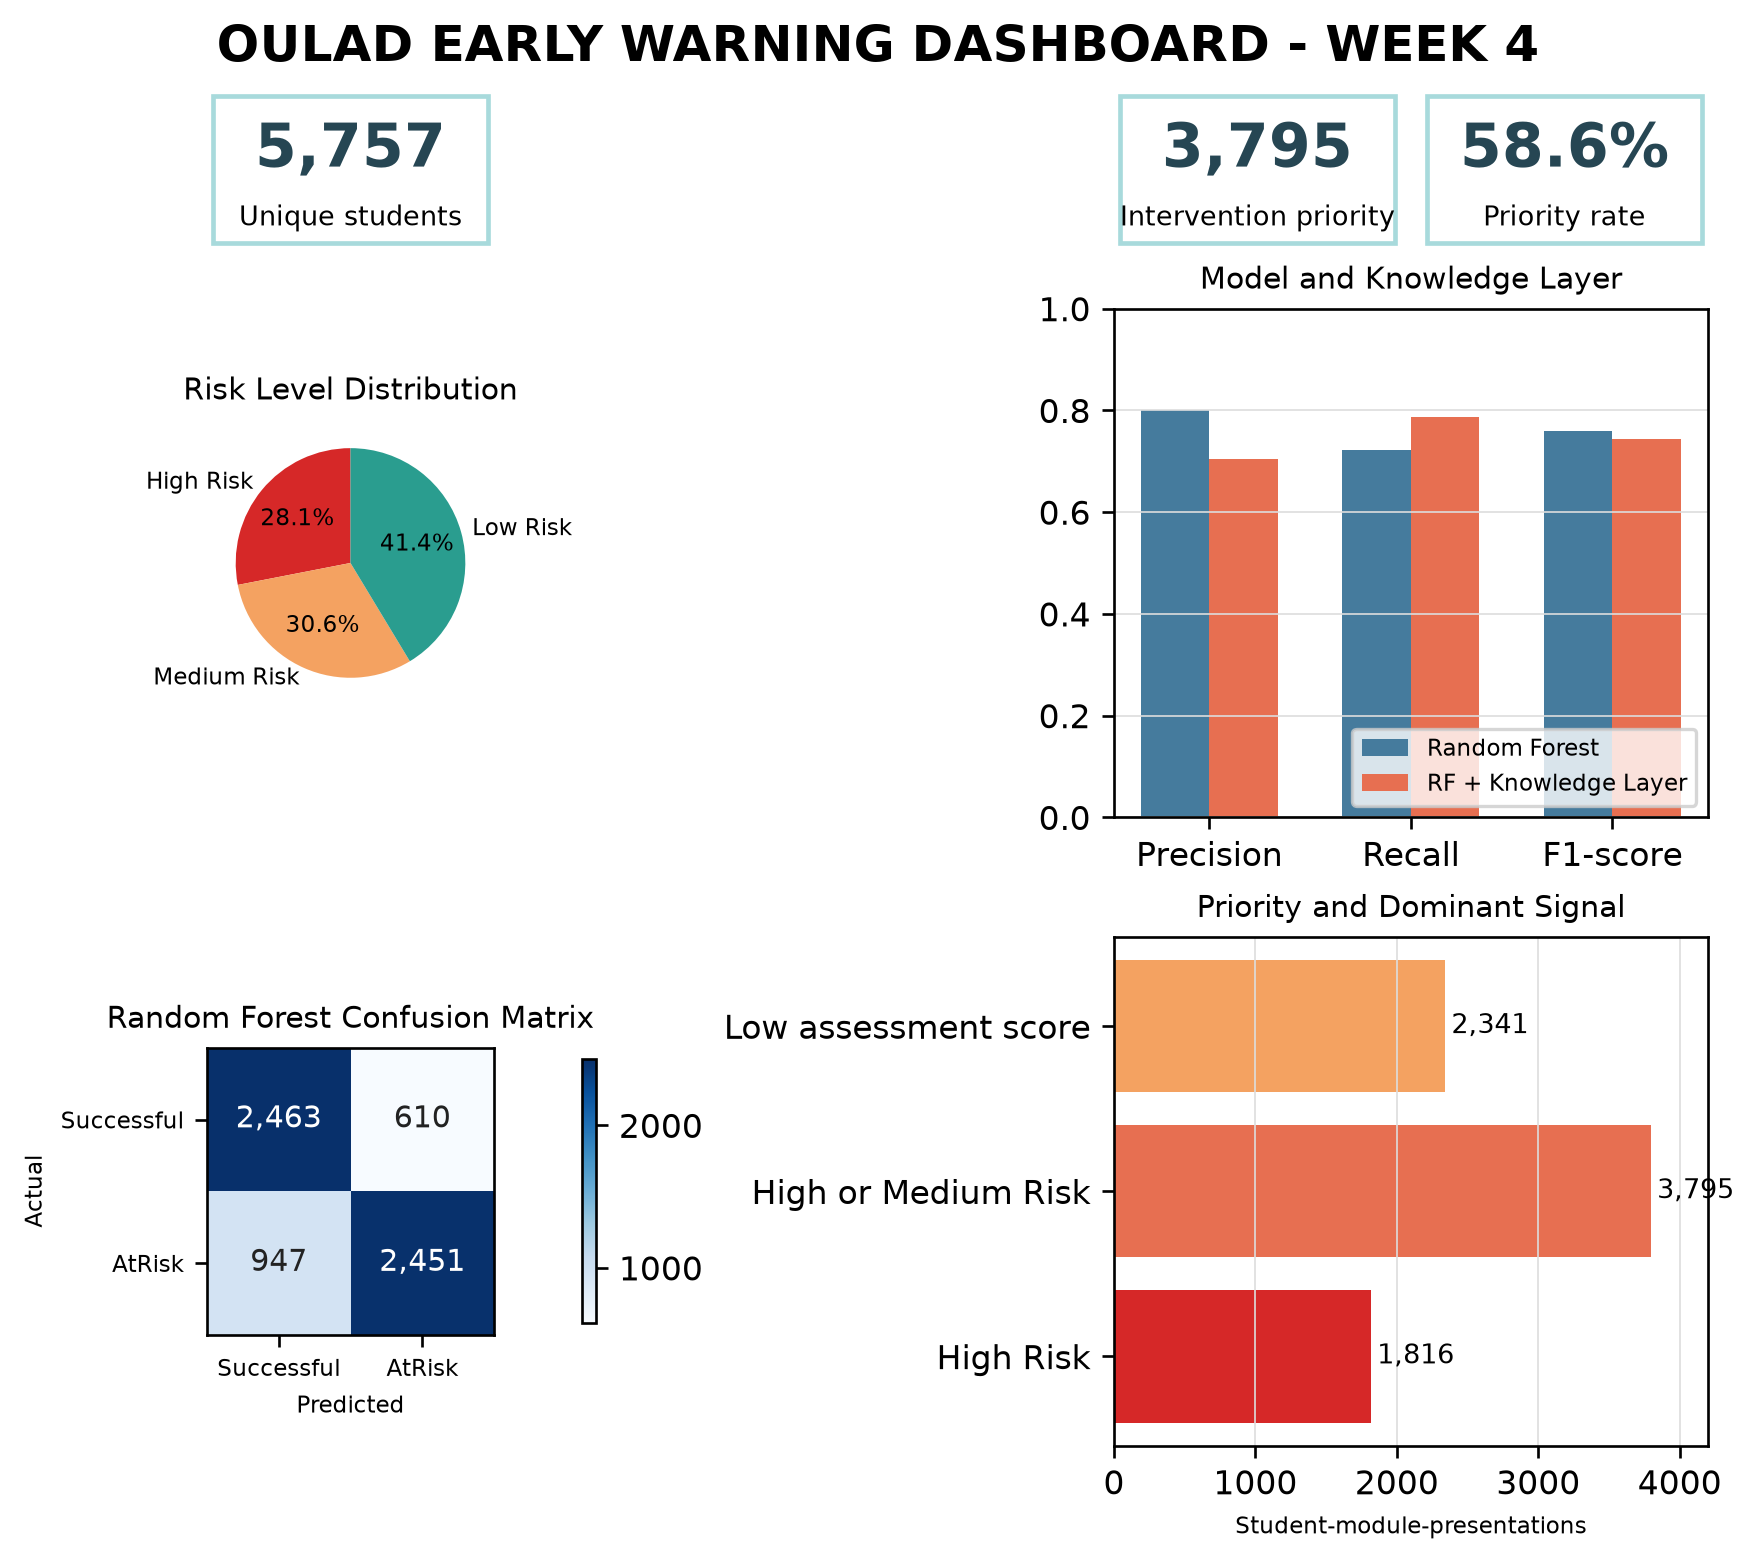 OULAD EARLY WARNING DASHBOARD - WEEK 4
5,757
Unique students
3,795
Intervention priority
58.6%
Priority rate
Risk Level Distribution
High Risk
28.1%
Low Risk
41.4%
Medium Risk
30.6%
Model and Knowledge Layer
1.0
0.8
0.6
0.4
0.2
0.0
Random Forest
RF + Knowledge Layer
Precision
Recall
F1-score
Random Forest Confusion Matrix
Actual
Successful
2,463
610
AtRisk
947
2,451
Successful
AtRisk
Predicted
2000
1000
Priority and Dominant Signal
Low assessment score
2,341
High or Medium Risk
3,795
High Risk
1,816
0
1000
2000
3000
4000
Student-module-presentations